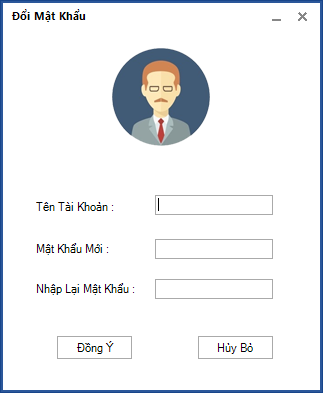 Đổi Mật Khẩu
Tên Tài Khoản :
Mật Khẩu Mới :
Nhập Lại Mật Khẩu :
Đồng Ý
Hủy Bỏ